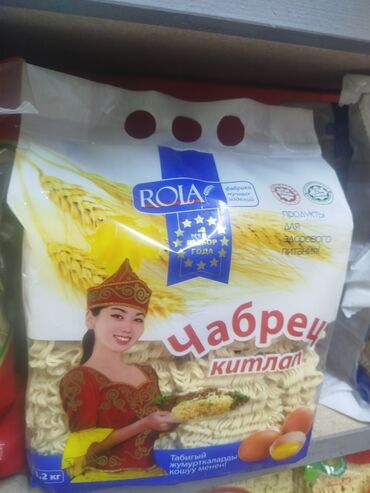 ROLA
фабрика
мучных
изделий
№1
ВЫБОР
ГОДА
ПРОДУКТЫ
ДЛЯ
ЗДОРОВОГО
ПИТАНИЯ!
Чабрец
КИТЛАП
Табигый
жумурткаларды
кошуу менен!
1,2 кг